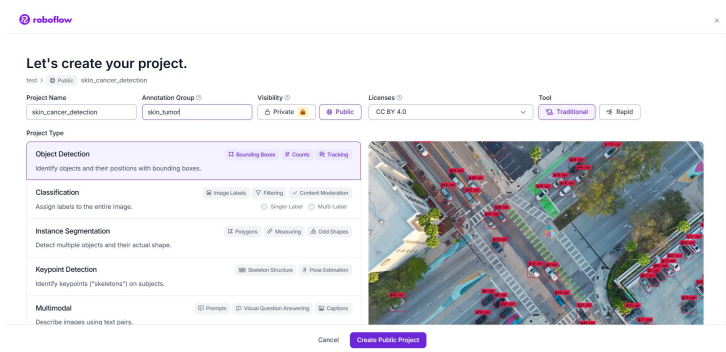 roboflow
×
Let's create your project.
test > Public skin_cancer_detection
Project Name Annotation Group Visibility Licenses Tool
skin_cancer_detection skin_tumor Private Public CC BY 4.0 Traditional Rapid
Project Type
Object Detection Bounding Boxes # Counts Tracking
Identify objects and their positions with bounding boxes.
Classification Image Labels Filtering Content Moderation
Assign labels to the entire image. Single-Label Multi-Label
Instance Segmentation Polygons Measuring Odd Shapes
Detect multiple objects and their actual shape.
Keypoint Detection Skeleton Structure Pose Estimation
Identify keypoints ("skeletons") on subjects.
Multimodal Prompts Visual Question Answering Captions
Describe images using text pairs.
Cancel Create Public Project